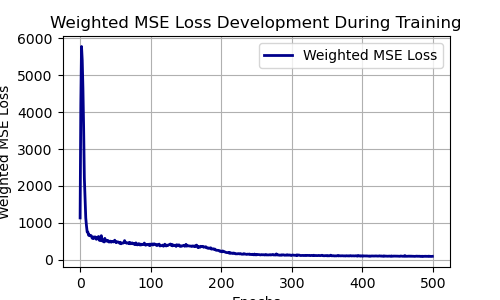 Weighted MSE Loss Development During Training
Weighted MSE Loss
6000
5000
4000
3000
2000
1000
0
Weighted MSE Loss
0 100 200 300 400 500
Epochs